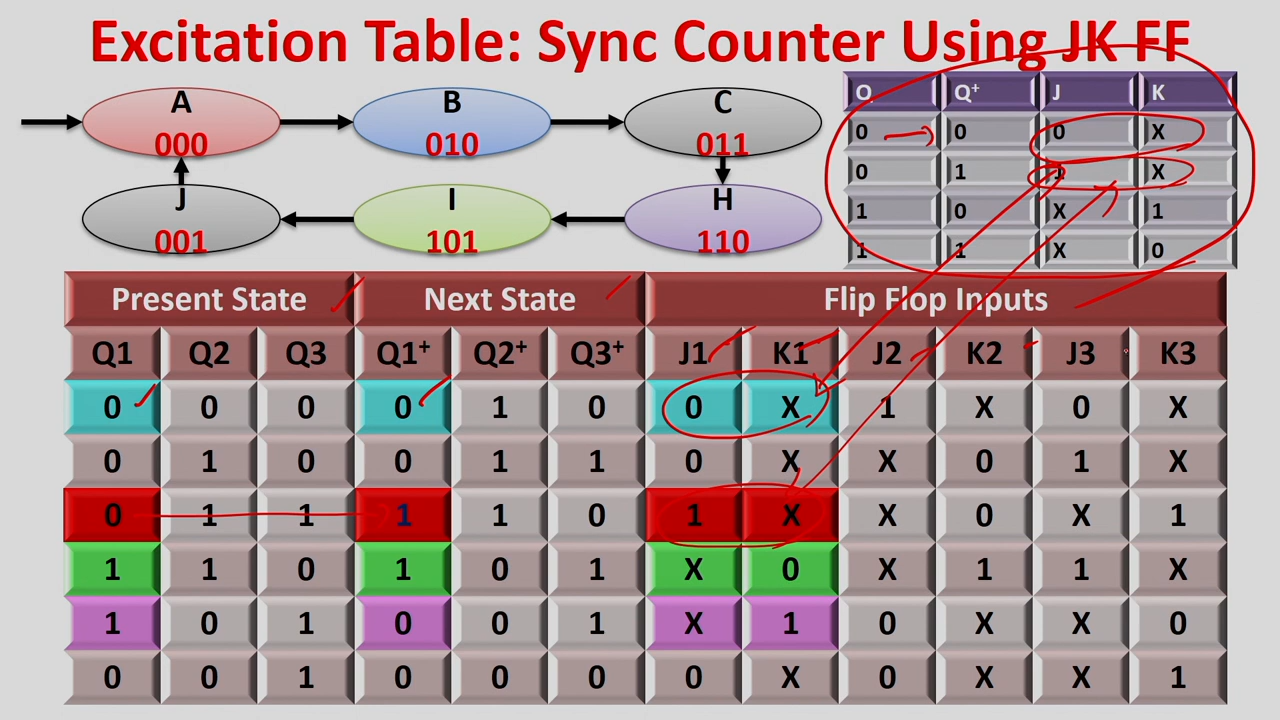 Excitation Table: Sync Counter Using JK FF
A
000
B
010
C
011
J
001
I
101
H
110
Q Q⁺ J K
0 0 0 X
0 1 1 X
1 0 X 1
1 1 X 0
Present State Next State Flip Flop Inputs
Q1 Q2 Q3 Q1⁺ Q2⁺ Q3⁺ J1 K1 J2 K2 J3 K3
0 0 0 0 1 0 0 X 1 X 0 X
0 1 0 0 1 1 0 X X 0 1 X
0 1 1 1 1 0 1 X X 0 X 1
1 1 0 1 0 1 X 0 X 1 1 X
1 0 1 0 0 1 X 1 0 X X 0
0 0 1 0 0 0 0 X 0 X X 1